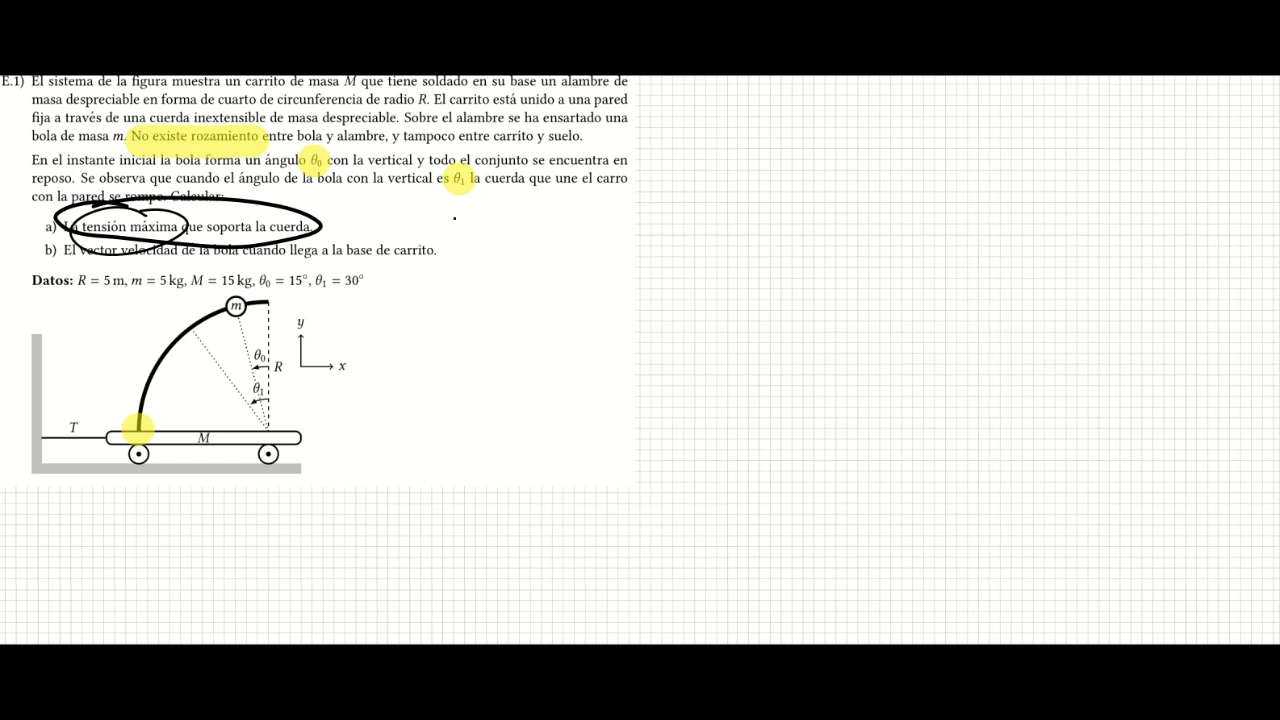 E.1) El sistema de la figura muestra un carrito de masa M que tiene soldado en su base un alambre de
masa despreciable en forma de cuarto de circunferencia de radio R. El carrito está unido a una pared
fija a través de una cuerda inextensible de masa despreciable. Sobre el alambre se ha ensartado una
bola de masa m. No existe rozamiento entre bola y alambre, y tampoco entre carrito y suelo.
En el instante inicial la bola forma un ángulo θ₀ con la vertical y todo el conjunto se encuentra en
reposo. Se observa que cuando el ángulo de la bola con la vertical es θ₁ la cuerda que une el carro
con la pared se rompe. Calcular:
a) La tensión máxima que soporta la cuerda.
b) El vector velocidad de la bola cuando llega a la base de carrito.
Datos: R = 5 m, m = 5 kg, M = 15 kg, θ₀ = 15°, θ₁ = 30°
m
y
θ₀
R
x
θ₁
T
M